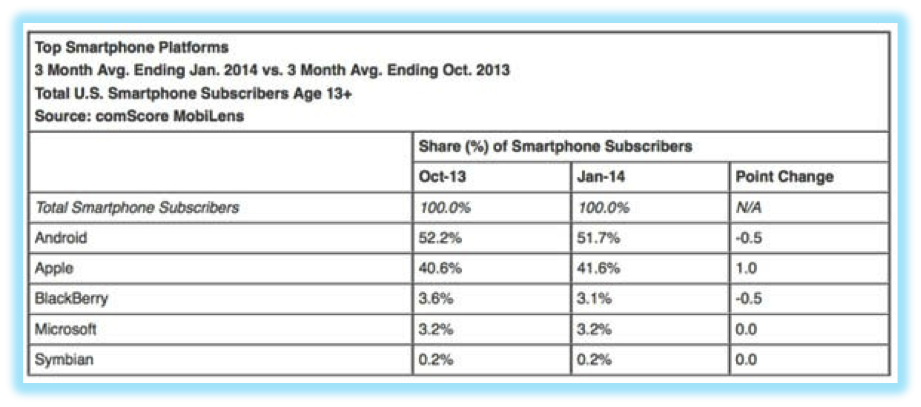 Top Smartphone Platforms
3 Month Avg. Ending Jan. 2014 vs. 3 Month Avg. Ending Oct. 2013
Total U.S. Smartphone Subscribers Age 13+
Source: comScore MobiLens
Share (%) of Smartphone Subscribers
Oct-13 Jan-14 Point Change
Total Smartphone Subscribers 100.0% 100.0% N/A
Android 52.2% 51.7% -0.5
Apple 40.6% 41.6% 1.0
BlackBerry 3.6% 3.1% -0.5
Microsoft 3.2% 3.2% 0.0
Symbian 0.2% 0.2% 0.0